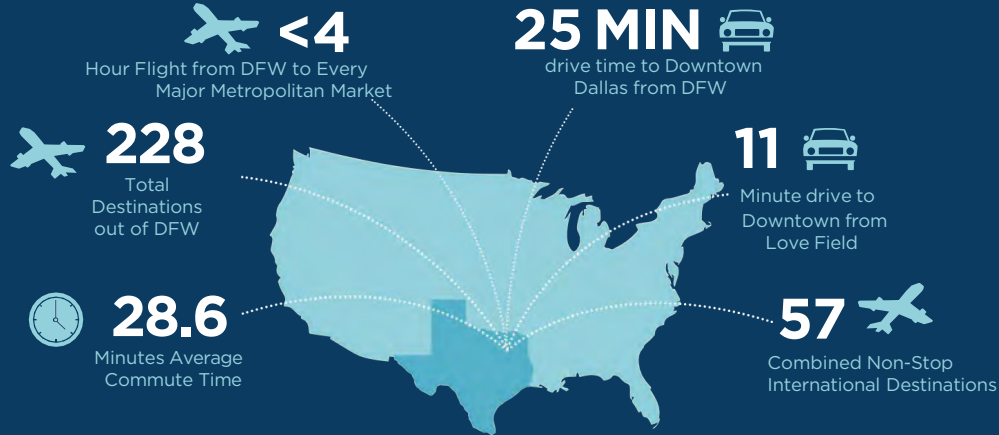 <4
Hour Flight from DFW to Every
Major Metropolitan Market
25 MIN
drive time to Downtown
Dallas from DFW
228
Total
Destinations
out of DFW
11
Minute drive to
Downtown from
Love Field
28.6
Minutes Average
Commute Time
57
Combined Non-Stop
International Destinations